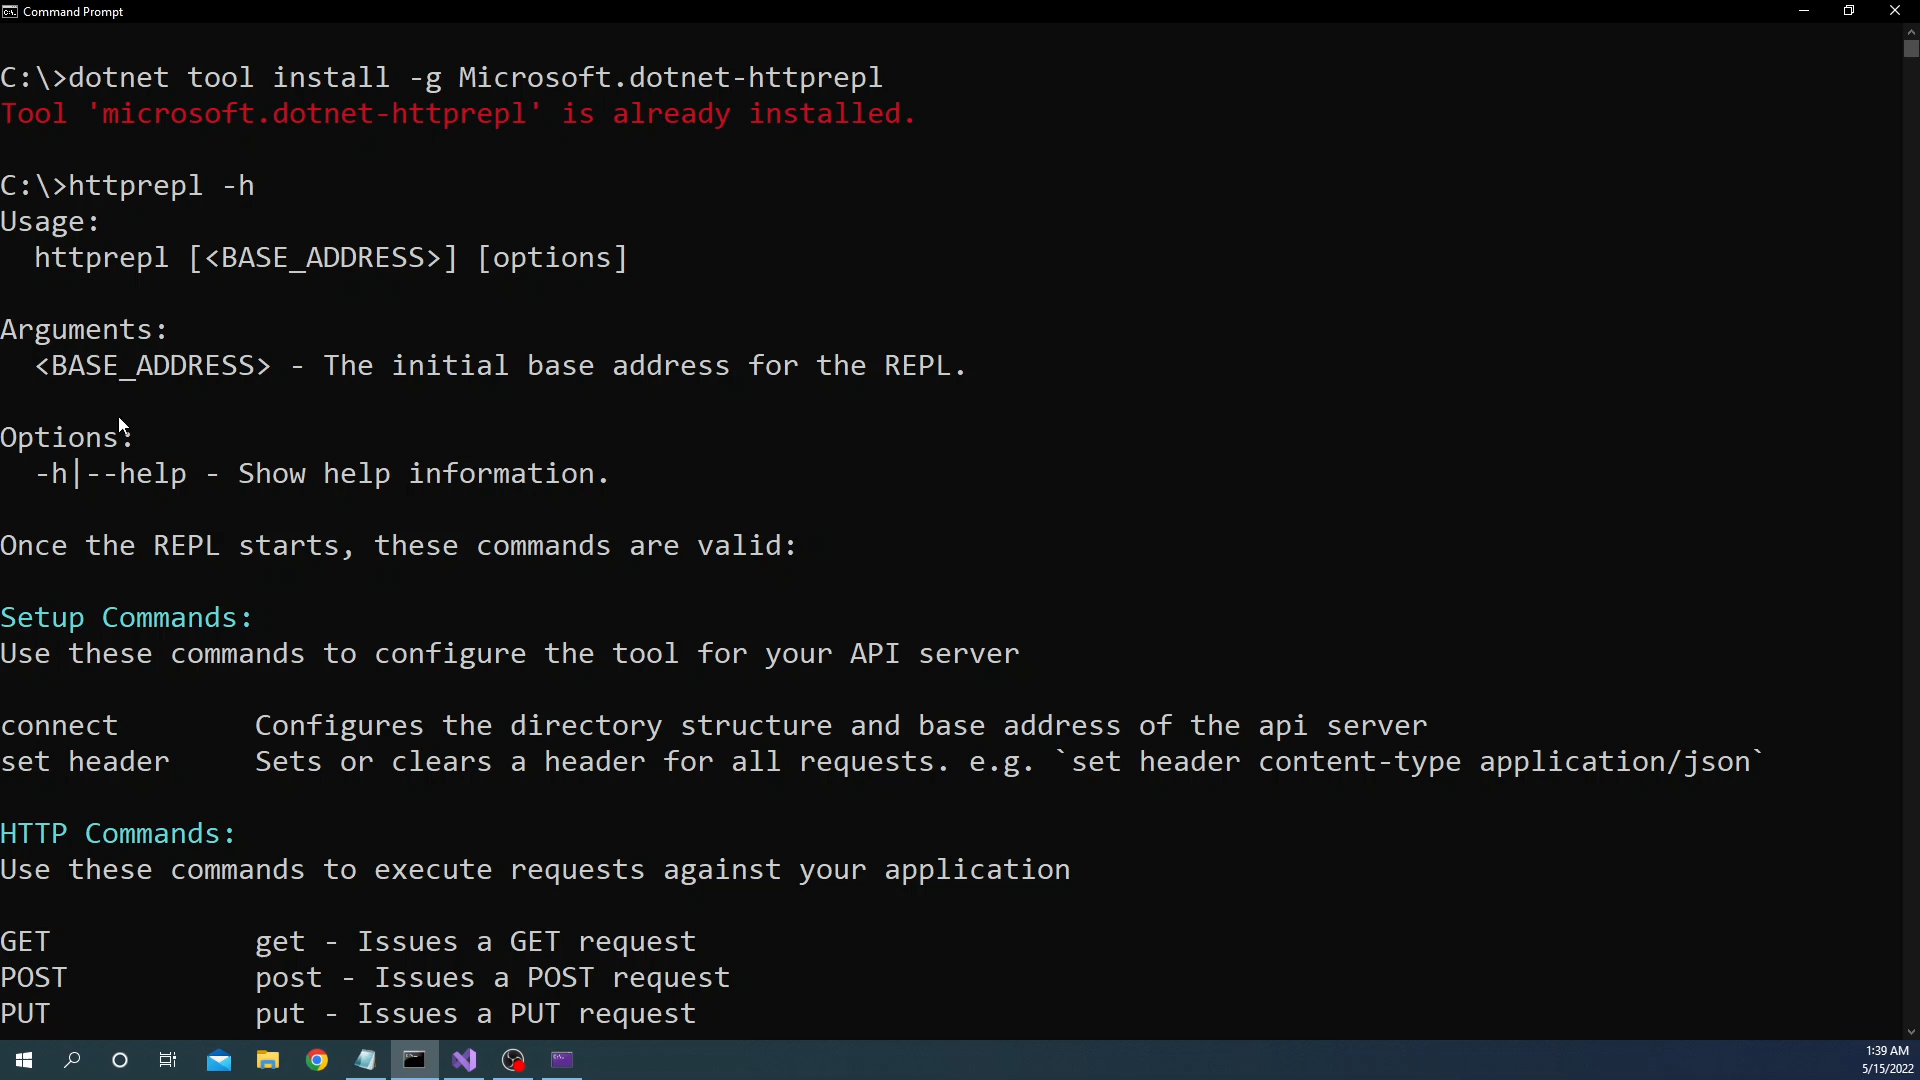 Command Prompt
C:\>dotnet tool install -g Microsoft.dotnet-httprepl
Tool 'microsoft.dotnet-httprepl' is already installed.
C:\>httprepl -h
Usage:
httprepl [<BASE_ADDRESS>] [options]
Arguments:
<BASE_ADDRESS> - The initial base address for the REPL.
Options:
-h|--help - Show help information.
Once the REPL starts, these commands are valid:
Setup Commands:
Use these commands to configure the tool for your API server
connect Configures the directory structure and base address of the api server
set header Sets or clears a header for all requests. e.g. `set header content-type application/json`
HTTP Commands:
Use these commands to execute requests against your application
GET get - Issues a GET request
POST post - Issues a POST request
PUT put - Issues a PUT request
1:39 AM
5/15/2022